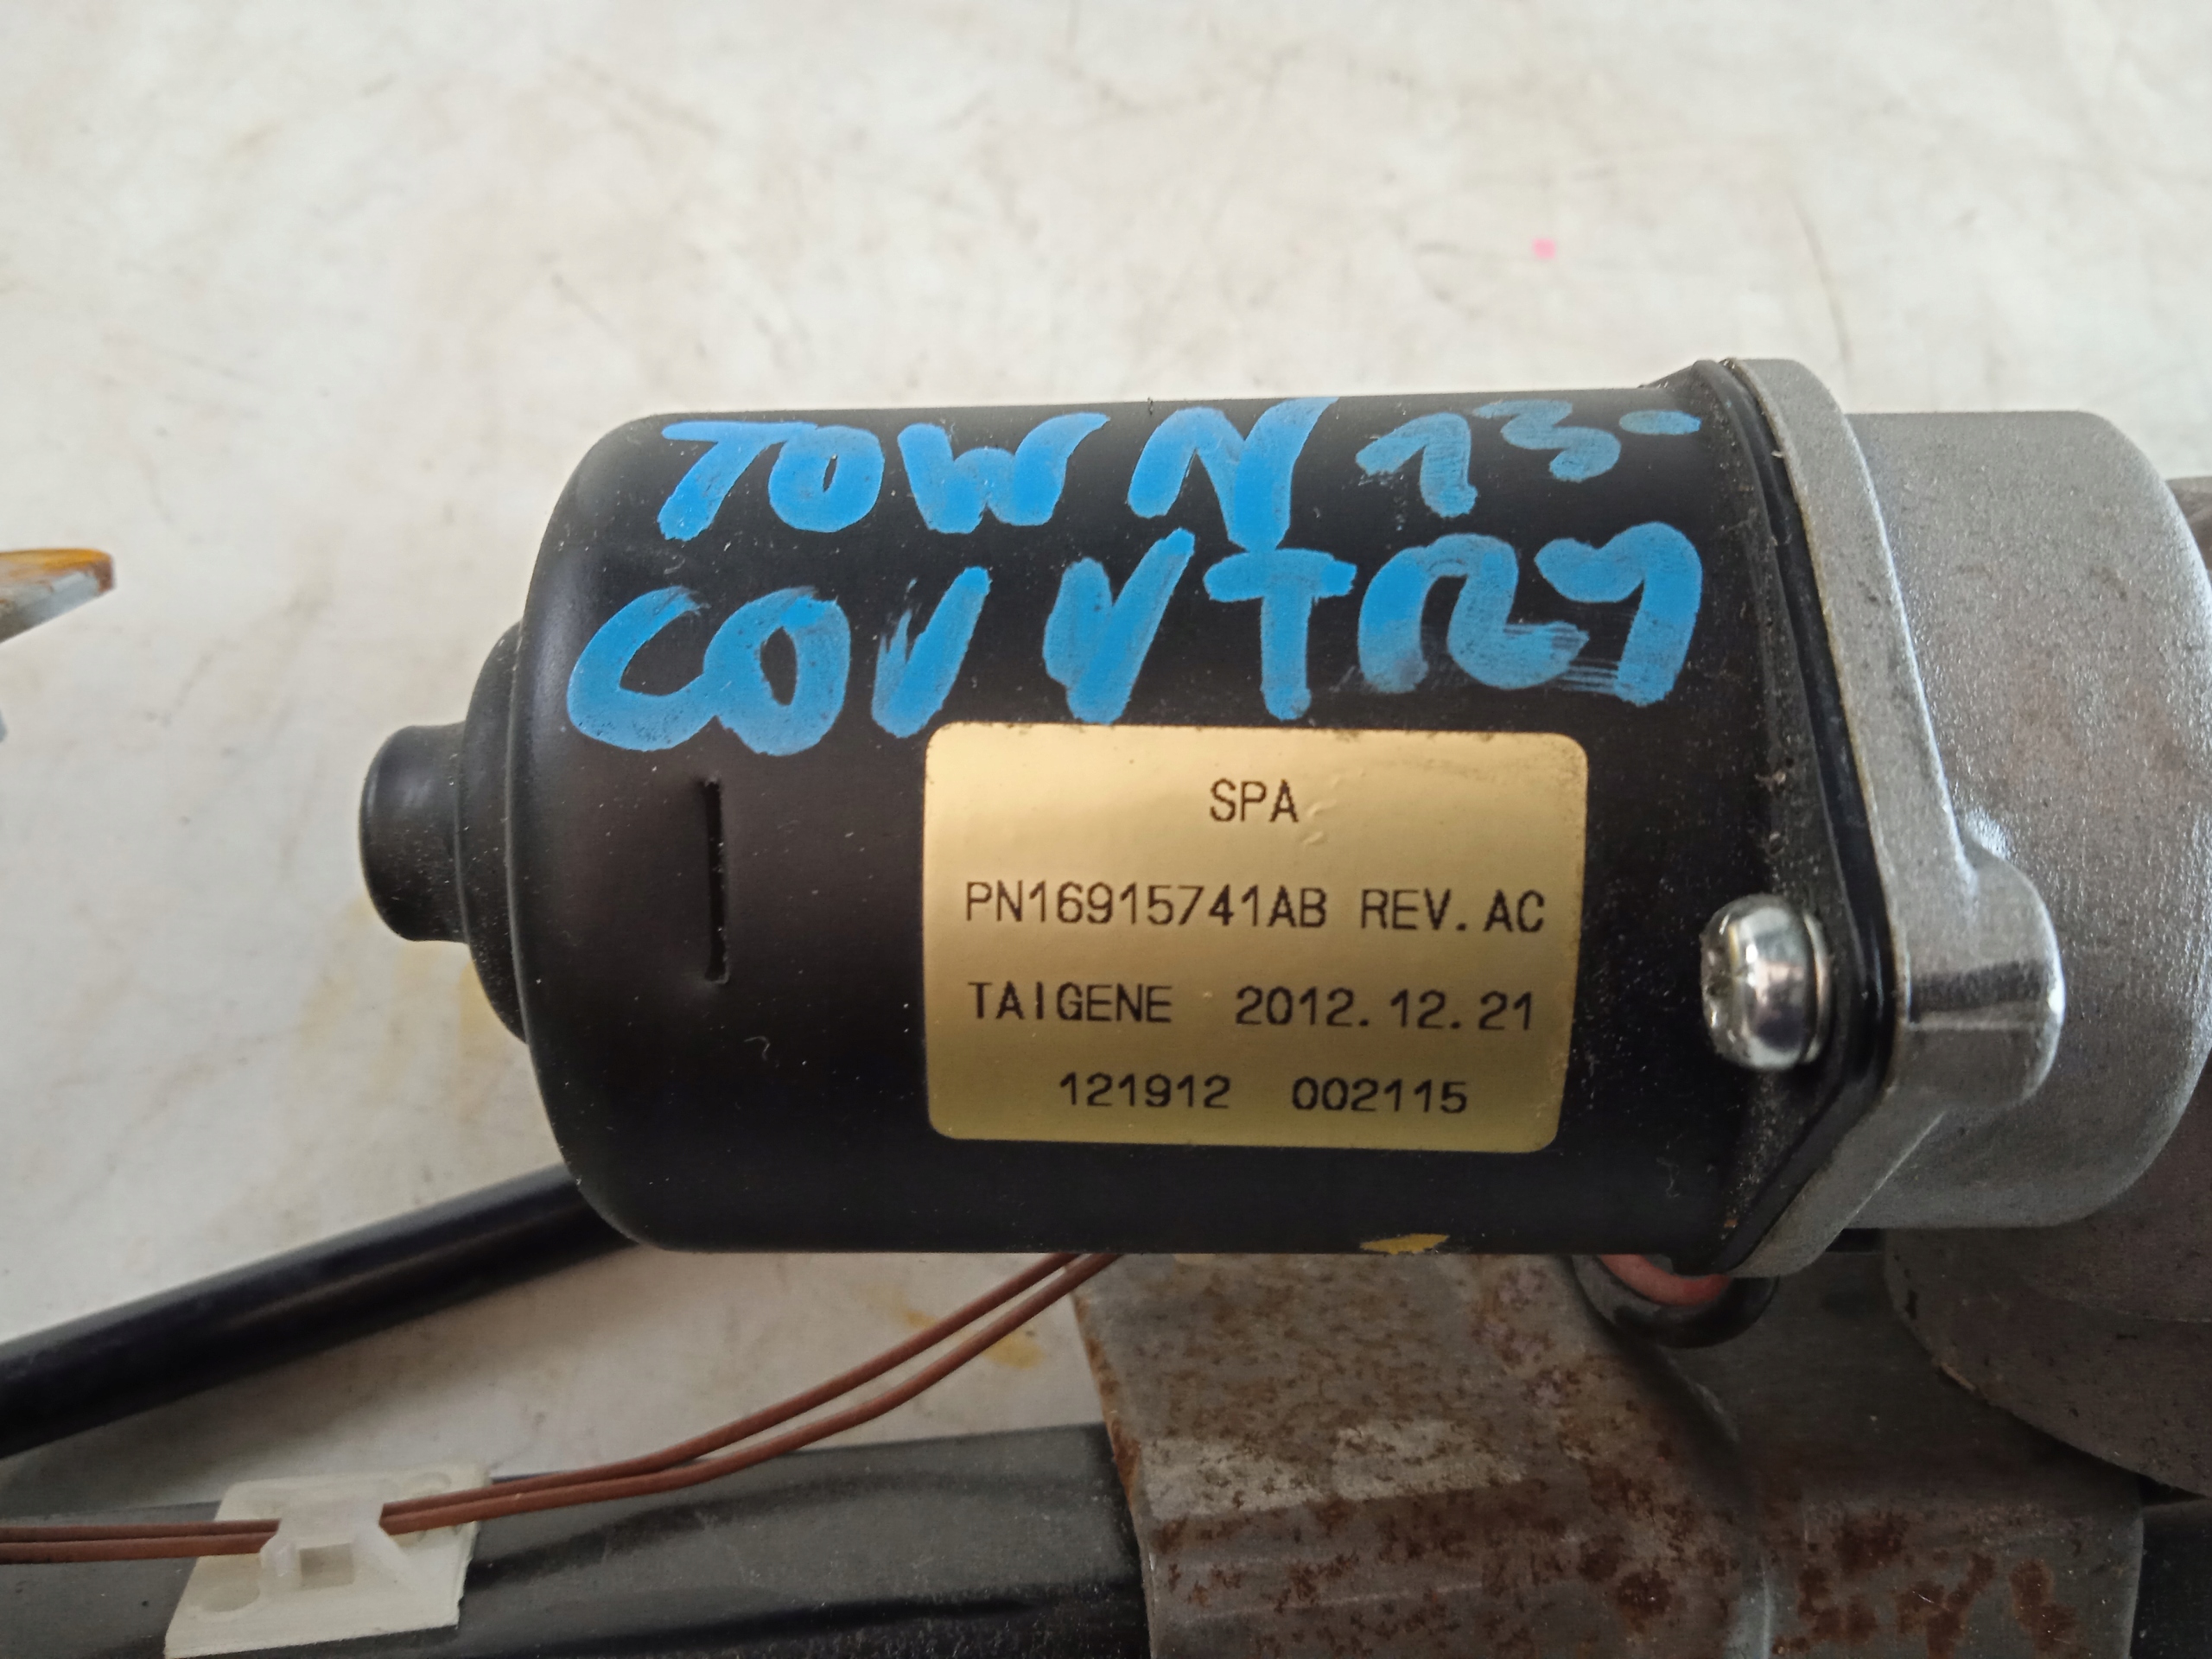 TOWN 13-
COUNTRY
SPA
PN16915741AB REV. AC
TAIGENE 2012.12.21
121912 002115